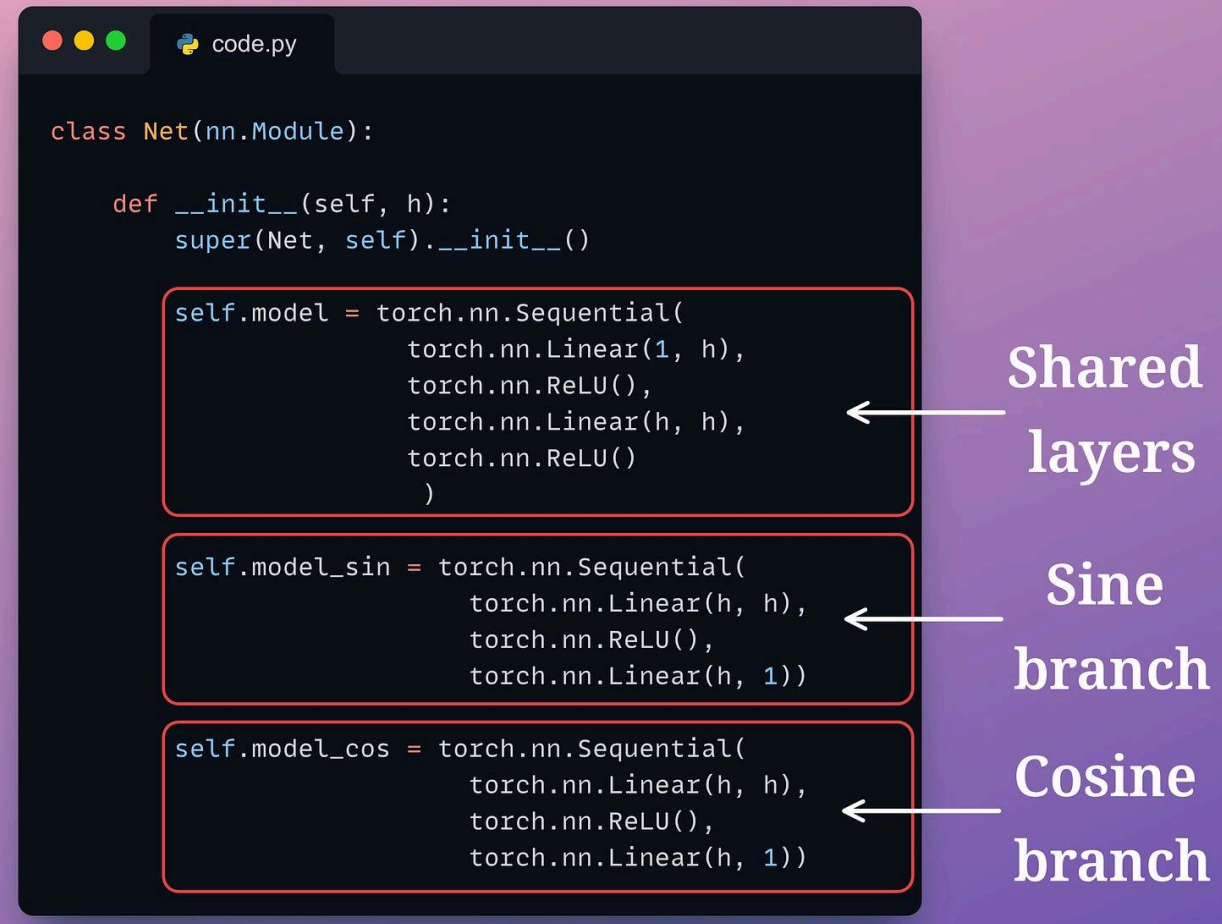 code.py
class Net(nn.Module):
    def __init__(self, h):
        super(Net, self).__init__()
        self.model = torch.nn.Sequential(
                       torch.nn.Linear(1, h),
                       torch.nn.ReLU(),
                       torch.nn.Linear(h, h),
                       torch.nn.ReLU()
                        )
        self.model_sin = torch.nn.Sequential(
                           torch.nn.Linear(h, h),
                           torch.nn.ReLU(),
                           torch.nn.Linear(h, 1))
        self.model_cos = torch.nn.Sequential(
                           torch.nn.Linear(h, h),
                           torch.nn.ReLU(),
                           torch.nn.Linear(h, 1))
Shared
layers
Sine
branch
Cosine
branch